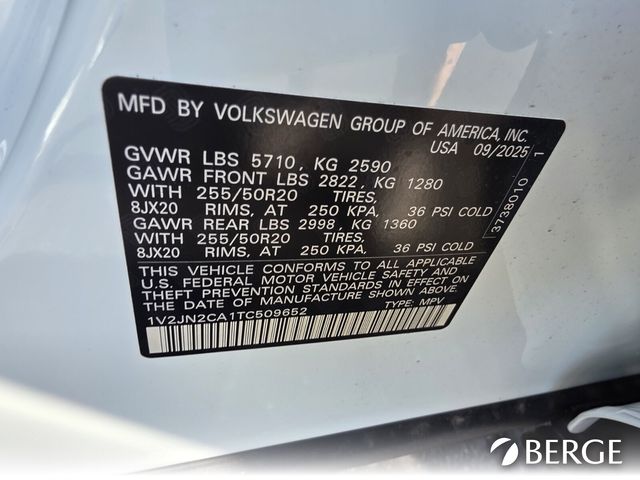 MFD BY VOLKSWAGEN GROUP OF AMERICA, INC.
USA 09/2025
GVWR LBS 5710, KG 2590
GAWR FRONT LBS 2822, KG 1280
WITH 255/50R20 TIRES,
8JX20 RIMS, AT 250 KPA, 36 PSI COLD
GAWR REAR LBS 2998, KG 1360
WITH 255/50R20 TIRES,
8JX20 RIMS, AT 250 KPA, 36 PSI COLD
THIS VEHICLE CONFORMS TO ALL APPLICABLE
U.S. FEDERAL MOTOR VEHICLE SAFETY AND
THEFT PREVENTION STANDARDS IN EFFECT ON
THE DATE OF MANUFACTURE SHOWN ABOVE.
1V2JN2CA1TC509652 TYPE: MPV
3738010 1
BERGE